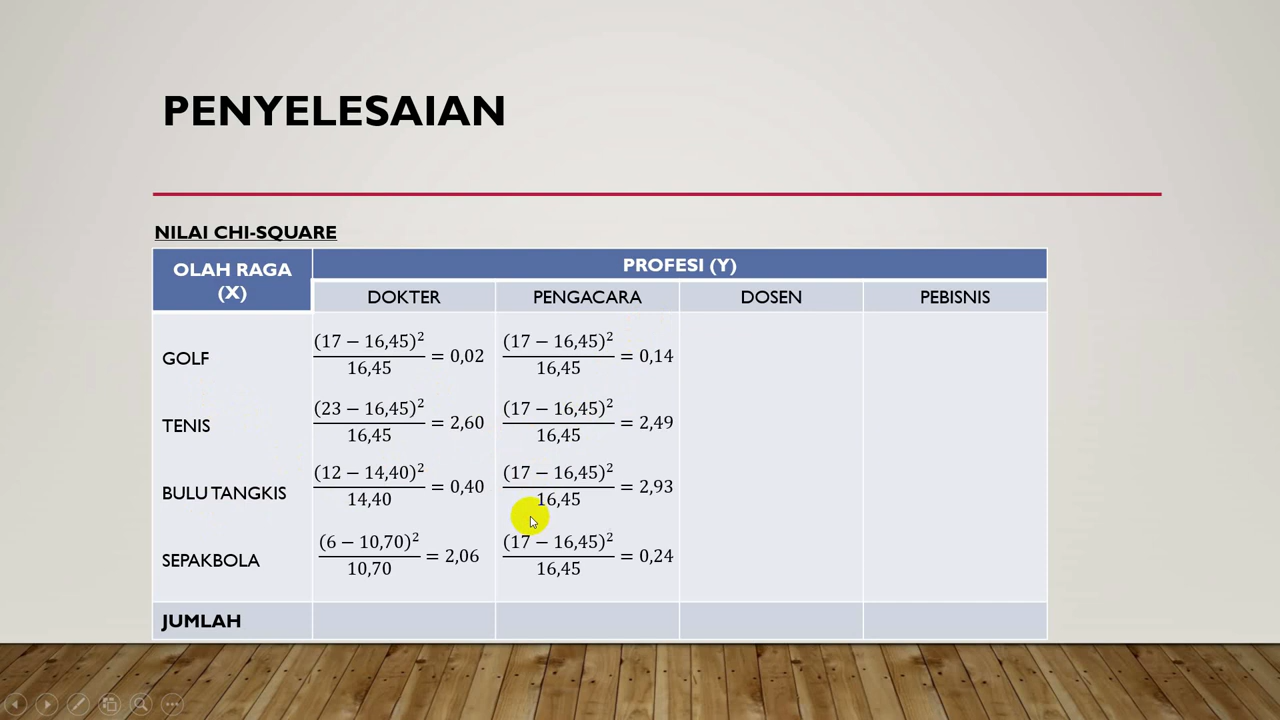 PENYELESAIAN
NILAI CHI-SQUARE
OLAH RAGA
(X)
PROFESI (Y)
DOKTER PENGACARA DOSEN PEBISNIS
GOLF (17 − 16,45)²/16,45 = 0,02 (17 − 16,45)²/16,45 = 0,14
TENIS (23 − 16,45)²/16,45 = 2,60 (17 − 16,45)²/16,45 = 2,49
BULU TANGKIS (12 − 14,40)²/14,40 = 0,40 (17 − 16,45)²/16,45 = 2,93
SEPAKBOLA (6 − 10,70)²/10,70 = 2,06 (17 − 16,45)²/16,45 = 0,24
JUMLAH